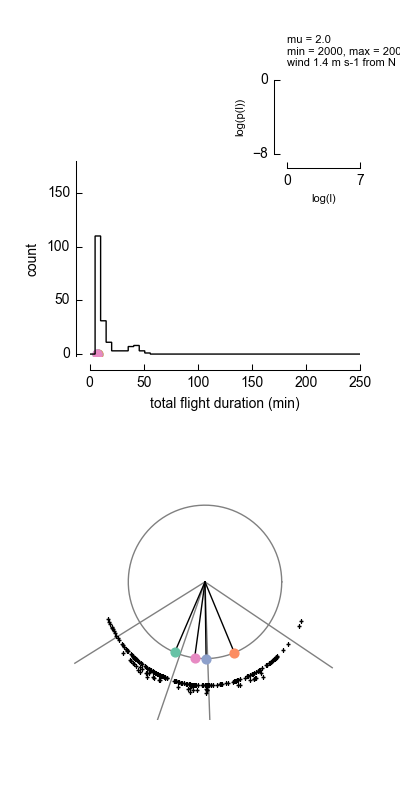 mu = 2.0
min = 2000, max = 200
wind 1.4 m s-1 from N
0
log(p(l))
−8
0 7
log(l)
150
count
100
50
0
0 50 100 150 200 250
total flight duration (min)